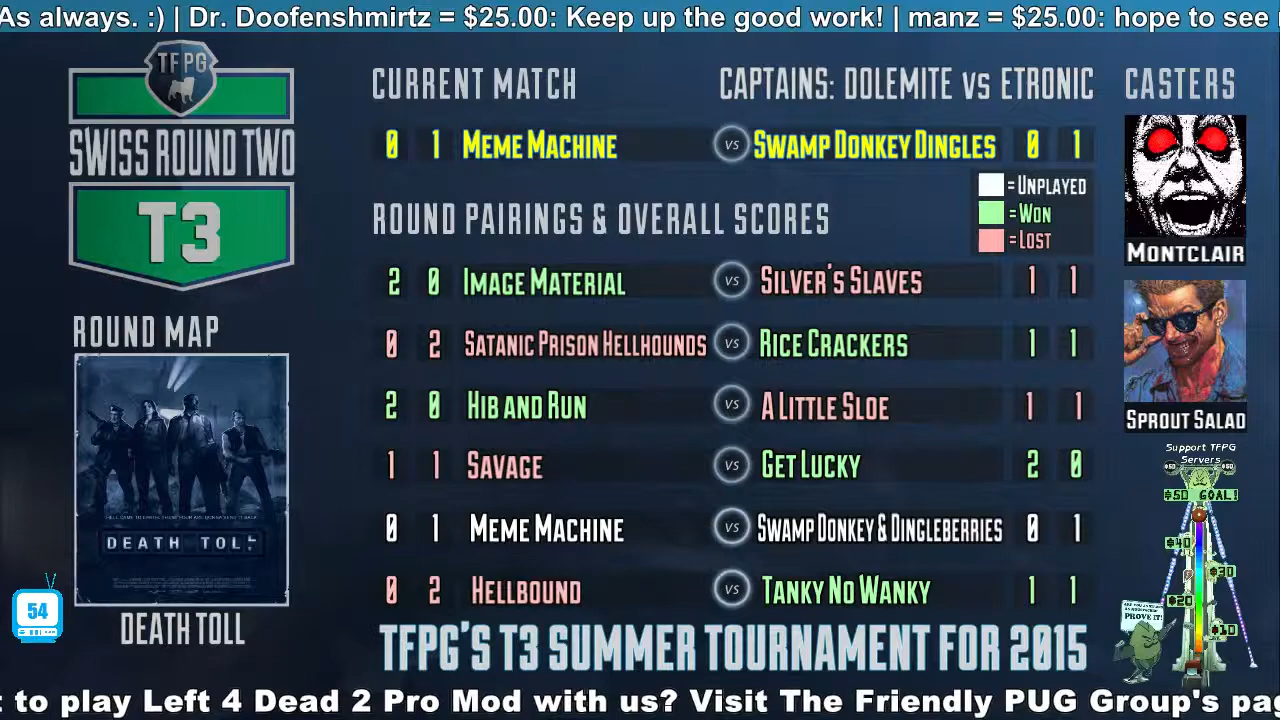 As always. :) | Dr. Doofenshmirtz = $25.00: Keep up the good work! | manz = $25.00: hope to see
TFPG
SWISS ROUND TWO
T3
CURRENT MATCH
CAPTAINS: DOLEMITE VS ETRONIC
0 1 MEME MACHINE VS SWAMP DONKEY DINGLES 0 1
= UNPLAYED
= WON
= LOST
ROUND PAIRINGS & OVERALL SCORES
2 0 IMAGE MATERIAL VS SILVER'S SLAVES 1 1
0 2 SATANIC PRISON HELLHOUNDS VS RICE CRACKERS 1 1
2 0 HIB AND RUN VS A LITTLE SLOE 1 1
1 1 SAVAGE VS GET LUCKY 2 0
0 1 MEME MACHINE VS SWAMP DONKEY & DINGLEBERRIES 0 1
0 2 HELLBOUND VS TANKY NO WANKY 1 1
TFPG'S T3 SUMMER TOURNAMENT FOR 2015
ROUND MAP
DEATH TOLL
DEATH TOLL
54
CASTERS
MONTCLAIR
SPROUT SALAD
Support TFPG
Servers
$50 GOAL!
$40
$30
$20
$10
PROVE IT!
t to play Left 4 Dead 2 Pro Mod with us? Visit The Friendly PUG Group's pag